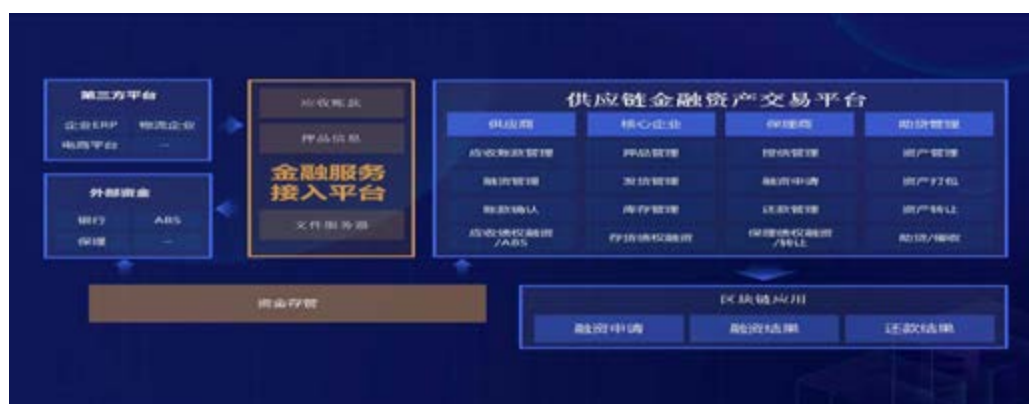 第三方平台
企业ERP 物流企业
电商平台 ...
外部资金
银行 ABS
保理 ...
应收账款
押品信息
金融服务
接入平台
文件服务器
资金存管
供应链金融资产交易平台
供应商 核心企业 保理商 助贷管理
应收账款管理 押品管理 授信管理 资产管理
融资管理 发货管理 融资申请 资产打包
账款确认 库存管理 还款管理 资产转让
应收债权融资 存货债权融资 保理债权融资 助贷/催收
/ABS /转让
区块链应用
融资申请 融资结果 还款结果